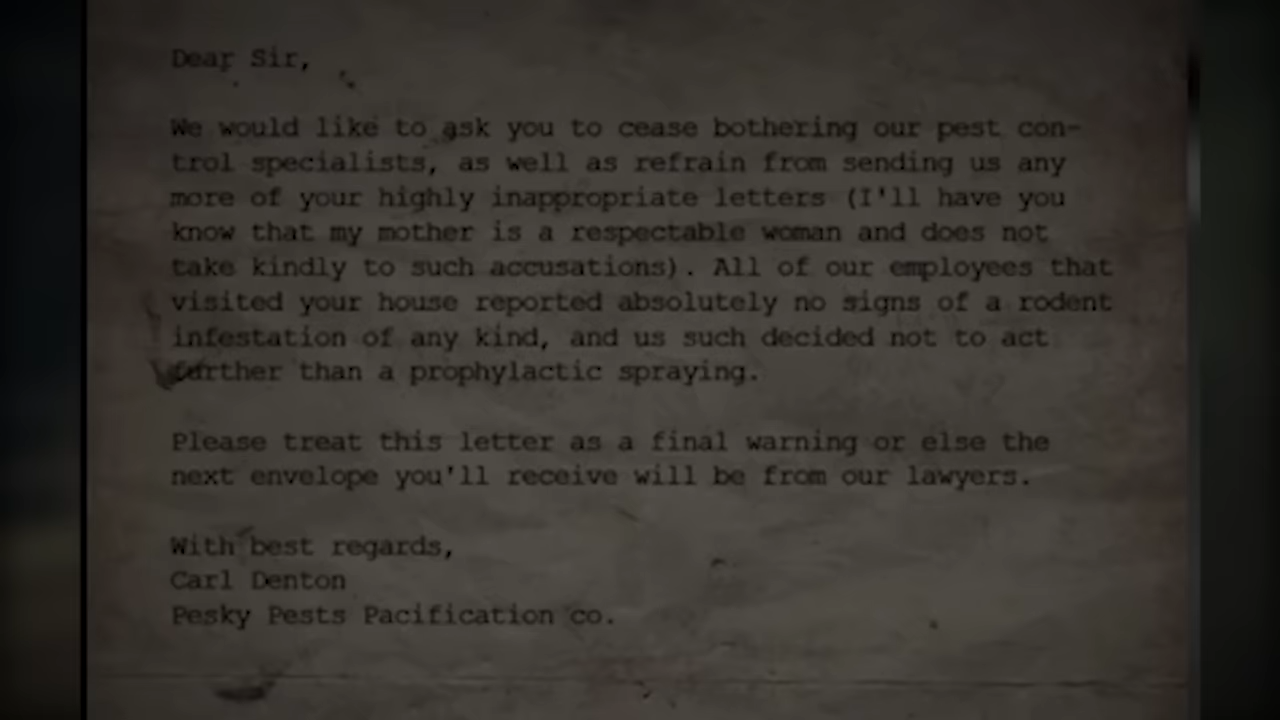 Dear Sir,
We would like to ask you to cease bothering our pest con-
trol specialists, as well as refrain from sending us any
more of your highly inappropriate letters (I'll have you
know that my mother is a respectable woman and does not
take kindly to such accusations). All of our employees that
visited your house reported absolutely no signs of a rodent
infestation of any kind, and us such decided not to act
further than a prophylactic spraying.
Please treat this letter as a final warning or else the
next envelope you'll receive will be from our lawyers.
With best regards,
Carl Denton
Pesky Pests Pacification co.